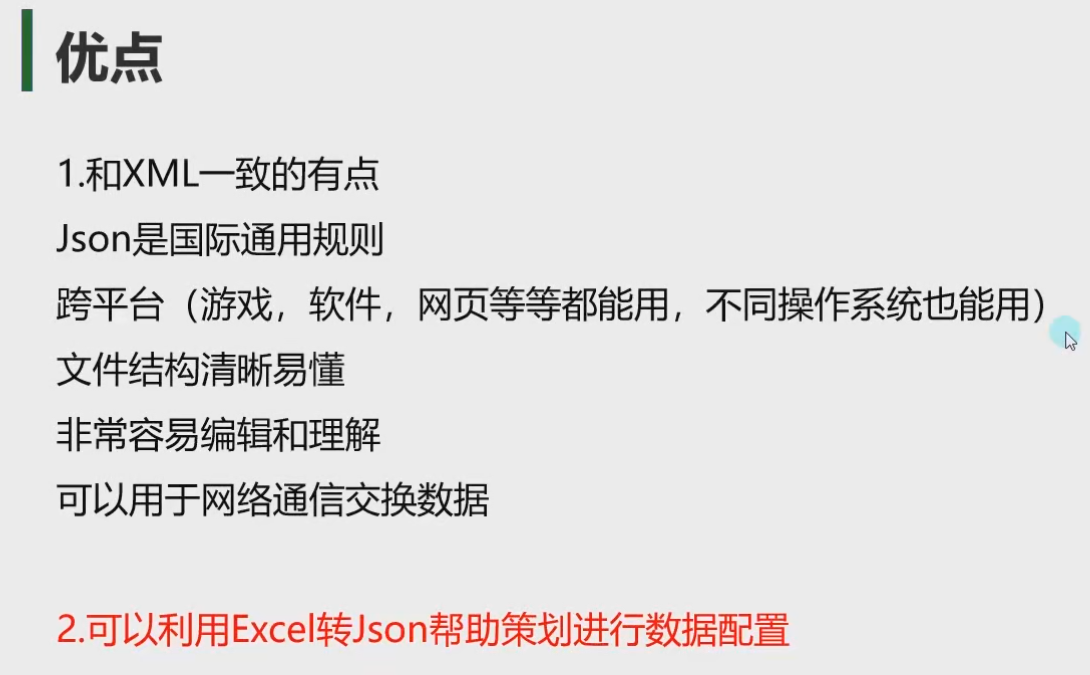 优点
1.和XML一致的有点
Json是国际通用规则
跨平台（游戏，软件，网页等等都能用，不同操作系统也能用）
文件结构清晰易懂
非常容易编辑和理解
可以用于网络通信交换数据
2.可以利用Excel转Json帮助策划进行数据配置